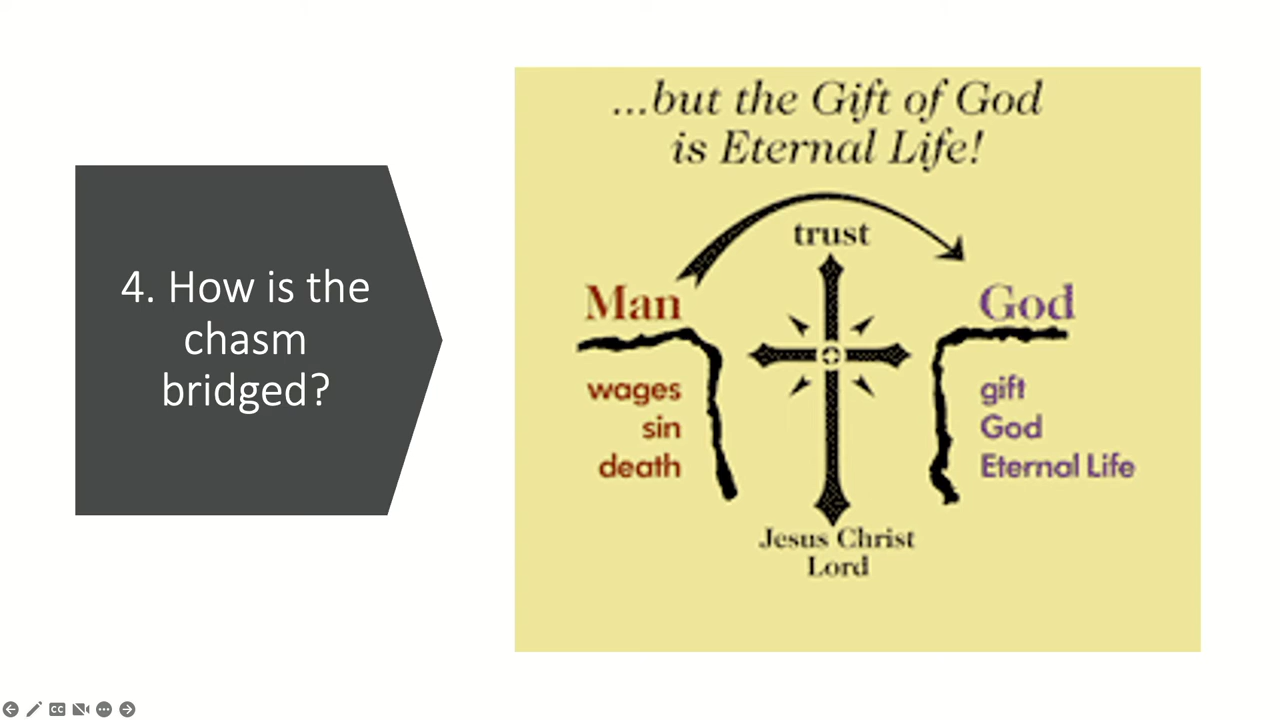 4. How is the
chasm
bridged?
...but the Gift of God
is Eternal Life!
trust
Man
God
wages
sin
death
gift
God
Eternal Life
Jesus Christ
Lord
CC